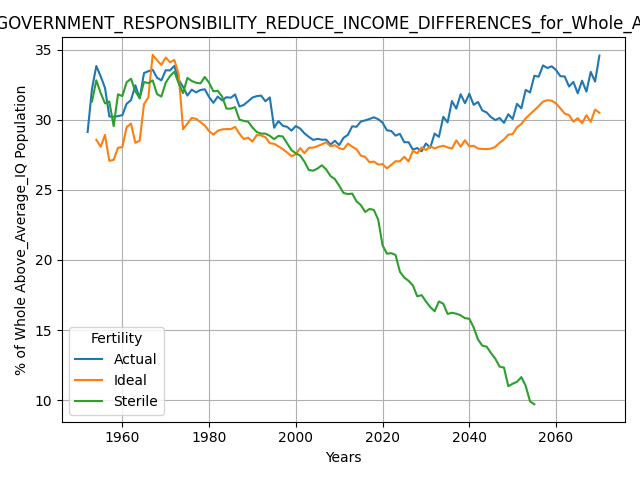 GOVERNMENT_RESPONSIBILITY_REDUCE_INCOME_DIFFERENCES_for_Whole_A
% of Whole Above_Average_IQ Population
35
30
25
20
15
10
Fertility
Actual
Ideal
Sterile
1960 1980 2000 2020 2040 2060
Years